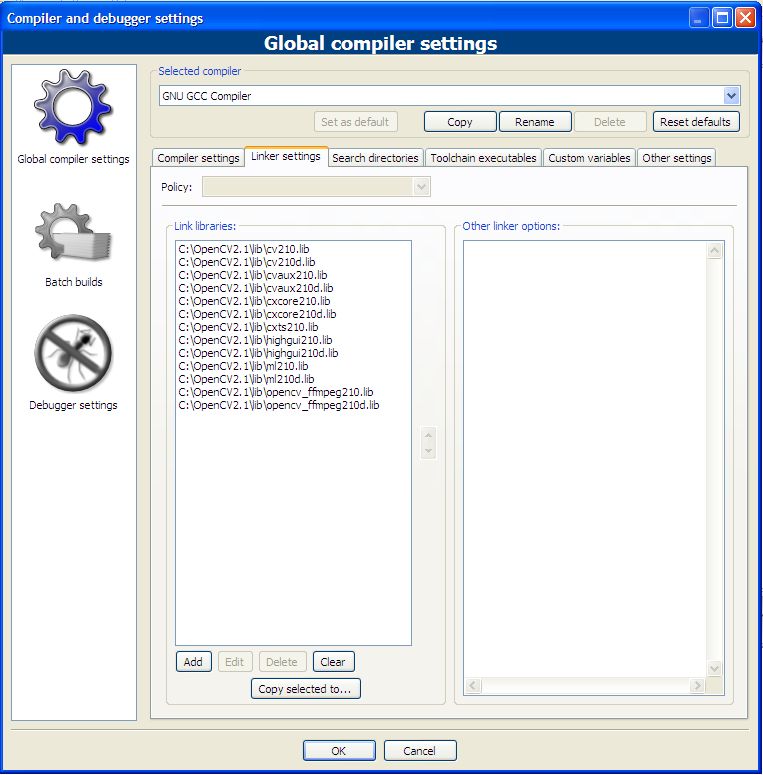 Compiler and debugger settings
Global compiler settings
Global compiler settings
Batch builds
Debugger settings
Selected compiler
GNU GCC Compiler
Set as default Copy Rename Delete Reset defaults
Compiler settings Linker settings Search directories Toolchain executables Custom variables Other settings
Policy:
Link libraries:
C:\OpenCV2.1\lib\cv210.lib
C:\OpenCV2.1\lib\cv210d.lib
C:\OpenCV2.1\lib\cvaux210.lib
C:\OpenCV2.1\lib\cvaux210d.lib
C:\OpenCV2.1\lib\cxcore210.lib
C:\OpenCV2.1\lib\cxcore210d.lib
C:\OpenCV2.1\lib\cxts210.lib
C:\OpenCV2.1\lib\highgui210.lib
C:\OpenCV2.1\lib\highgui210d.lib
C:\OpenCV2.1\lib\ml210.lib
C:\OpenCV2.1\lib\ml210d.lib
C:\OpenCV2.1\lib\opencv_ffmpeg210.lib
C:\OpenCV2.1\lib\opencv_ffmpeg210d.lib
Add Edit Delete Clear
Copy selected to...
Other linker options:
OK Cancel